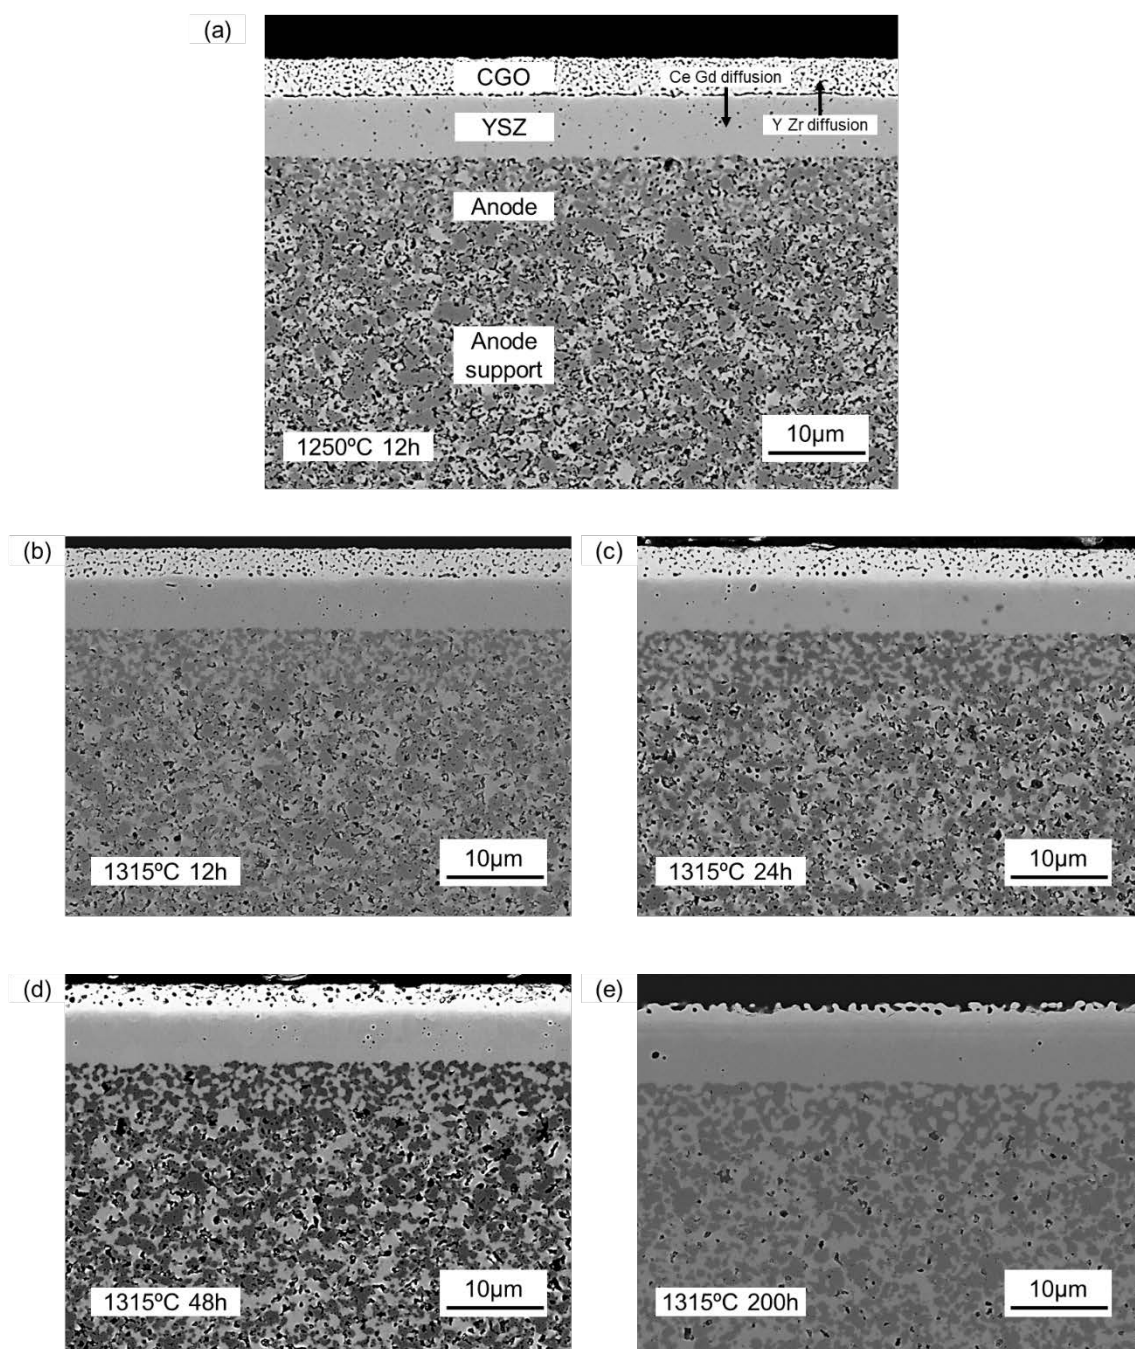 (a)
CGO
Ce Gd diffusion
YSZ
Y Zr diffusion
Anode
Anode
support
1250ºC 12h
10µm
(b)
1315ºC 12h
10µm
(c)
1315ºC 24h
10µm
(d)
1315ºC 48h
10µm
(e)
1315ºC 200h
10µm